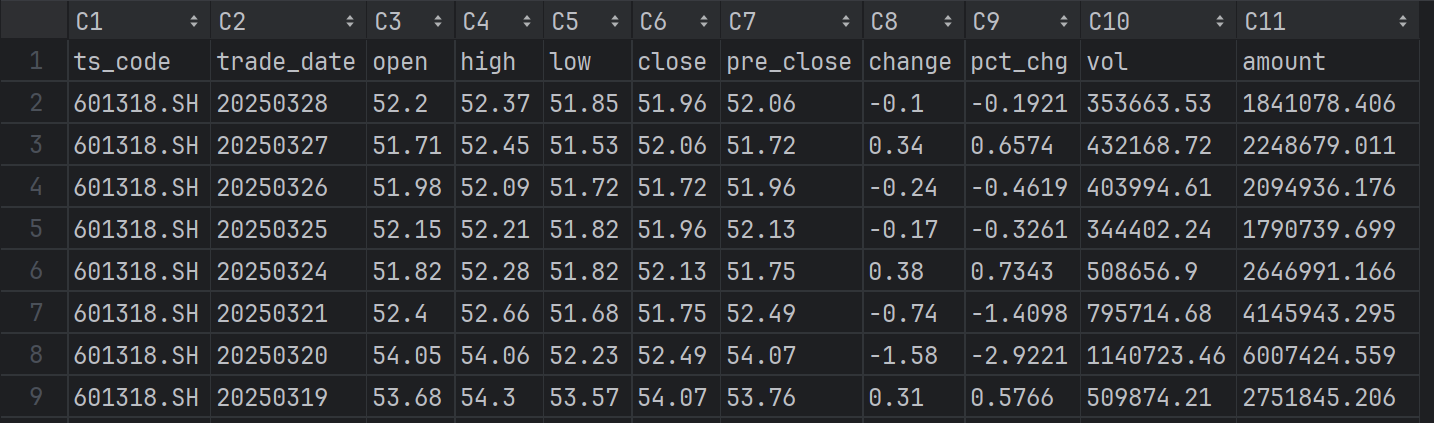 C1 C2 C3 C4 C5 C6 C7 C8 C9 C10 C11
1 ts_code trade_date open high low close pre_close change pct_chg vol amount
2 601318.SH 20250328 52.2 52.37 51.85 51.96 52.06 -0.1 -0.1921 353663.53 1841078.406
3 601318.SH 20250327 51.71 52.45 51.53 52.06 51.72 0.34 0.6574 432168.72 2248679.011
4 601318.SH 20250326 51.98 52.09 51.72 51.72 51.96 -0.24 -0.4619 403994.61 2094936.176
5 601318.SH 20250325 52.15 52.21 51.82 51.96 52.13 -0.17 -0.3261 344402.24 1790739.699
6 601318.SH 20250324 51.82 52.28 51.82 52.13 51.75 0.38 0.7343 508656.9 2646991.166
7 601318.SH 20250321 52.4 52.66 51.68 51.75 52.49 -0.74 -1.4098 795714.68 4145943.295
8 601318.SH 20250320 54.05 54.06 52.23 52.49 54.07 -1.58 -2.9221 1140723.46 6007424.559
9 601318.SH 20250319 53.68 54.3 53.57 54.07 53.76 0.31 0.5766 509874.21 2751845.206